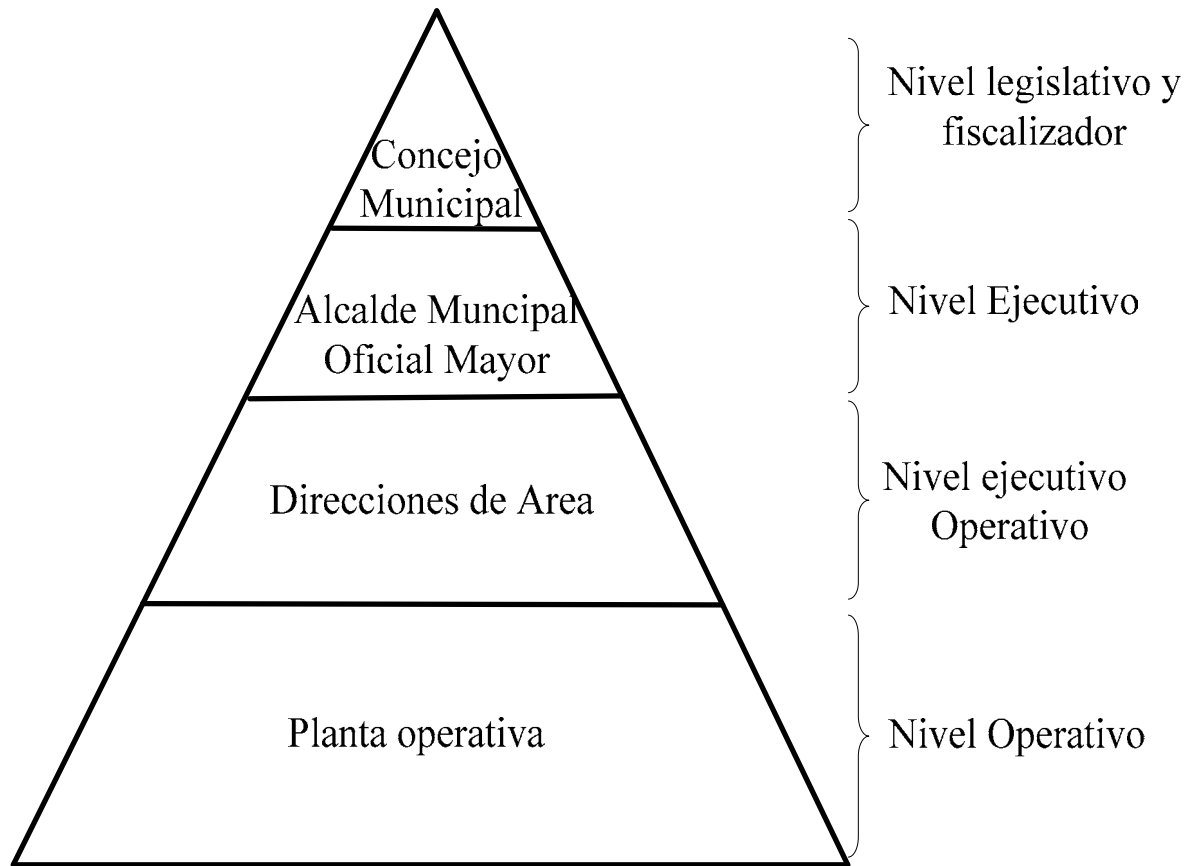 Concejo
Municipal
Nivel legislativo y
fiscalizador
Alcalde Muncipal
Oficial Mayor
Nivel Ejecutivo
Direcciones de Area
Nivel ejecutivo
Operativo
Planta operativa
Nivel Operativo